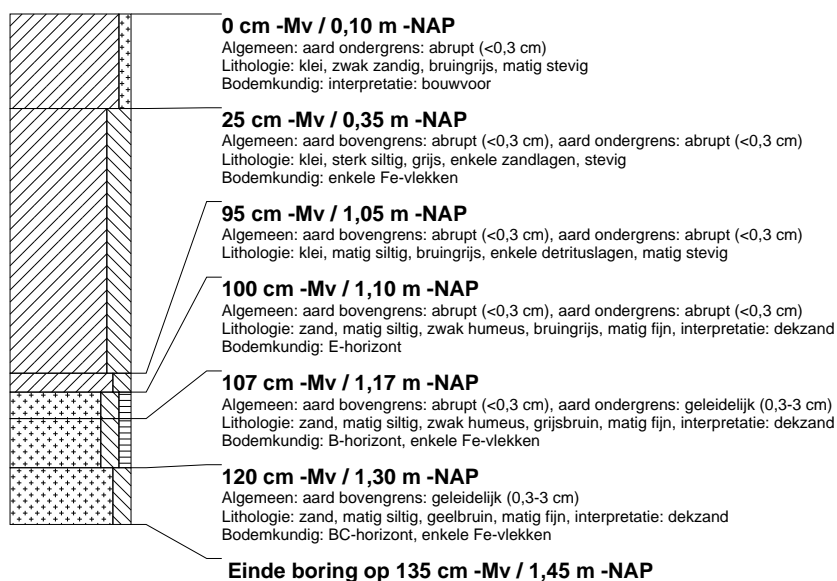 0 cm -Mv / 0,10 m -NAP
Algemeen: aard ondergrens: abrupt (<0,3 cm)
Lithologie: klei, zwak zandig, bruingrijs, matig stevig
Bodemkundig: interpretatie: bouwvoor
25 cm -Mv / 0,35 m -NAP
Algemeen: aard bovengrens: abrupt (<0,3 cm), aard ondergrens: abrupt (<0,3 cm)
Lithologie: klei, sterk siltig, grijs, enkele zandlagen, stevig
Bodemkundig: enkele Fe-vlekken
95 cm -Mv / 1,05 m -NAP
Algemeen: aard bovengrens: abrupt (<0,3 cm), aard ondergrens: abrupt (<0,3 cm)
Lithologie: klei, matig siltig, bruingrijs, enkele detrituslagen, matig stevig
100 cm -Mv / 1,10 m -NAP
Algemeen: aard bovengrens: abrupt (<0,3 cm), aard ondergrens: abrupt (<0,3 cm)
Lithologie: zand, matig siltig, zwak humeus, bruingrijs, matig fijn, interpretatie: dekzand
Bodemkundig: E-horizont
107 cm -Mv / 1,17 m -NAP
Algemeen: aard bovengrens: abrupt (<0,3 cm), aard ondergrens: geleidelijk (0,3-3 cm)
Lithologie: zand, matig siltig, zwak humeus, grijsbruin, matig fijn, interpretatie: dekzand
Bodemkundig: B-horizont, enkele Fe-vlekken
120 cm -Mv / 1,30 m -NAP
Algemeen: aard bovengrens: geleidelijk (0,3-3 cm)
Lithologie: zand, matig siltig, geelbruin, matig fijn, interpretatie: dekzand
Bodemkundig: BC-horizont, enkele Fe-vlekken
Einde boring op 135 cm -Mv / 1,45 m -NAP